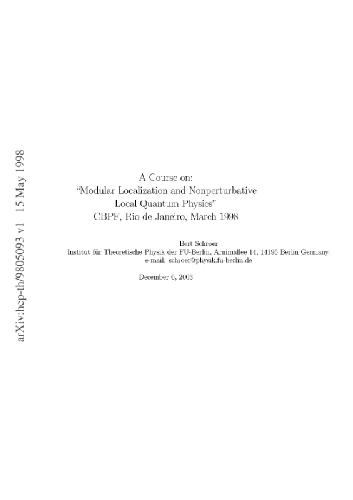 arXiv:hep-th/9805093 v1 15 May 1998
A Course on:
"Modular Localization and Nonperturbative
Local Quantum Physics"
CBPF, Rio de Janeiro, March 1998
Bert Schroer
Institut für Theoretische Physik der FU-Berlin, Arnimallee 14, 14195 Berlin Germany
e-mail: schroer@physik.fu-berlin.de
December 6, 2003